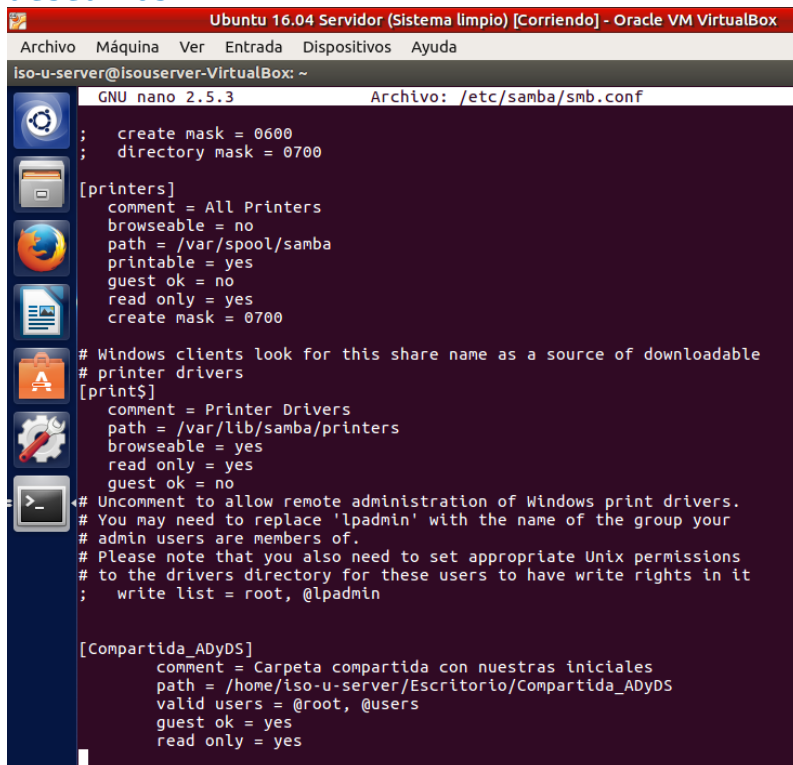 Ubuntu 16.04 Servidor (Sistema limpio) [Corriendo] - Oracle VM VirtualBox
Archivo Máquina Ver Entrada Dispositivos Ayuda
iso-u-server@isouserver-VirtualBox: ~
GNU nano 2.5.3 Archivo: /etc/samba/smb.conf
; create mask = 0600
; directory mask = 0700
[printers]
comment = All Printers
browseable = no
path = /var/spool/samba
printable = yes
guest ok = no
read only = yes
create mask = 0700
# Windows clients look for this share name as a source of downloadable
# printer drivers
[print$]
comment = Printer Drivers
path = /var/lib/samba/printers
browseable = yes
read only = yes
guest ok = no
# Uncomment to allow remote administration of Windows print drivers.
# You may need to replace 'lpadmin' with the name of the group your
# admin users are members of.
# Please note that you also need to set appropriate Unix permissions
# to the drivers directory for these users to have write rights in it
; write list = root, @lpadmin
[Compartida_ADyDS]
comment = Carpeta compartida con nuestras iniciales
path = /home/iso-u-server/Escritorio/Compartida_ADyDS
valid users = @root, @users
guest ok = yes
read only = yes